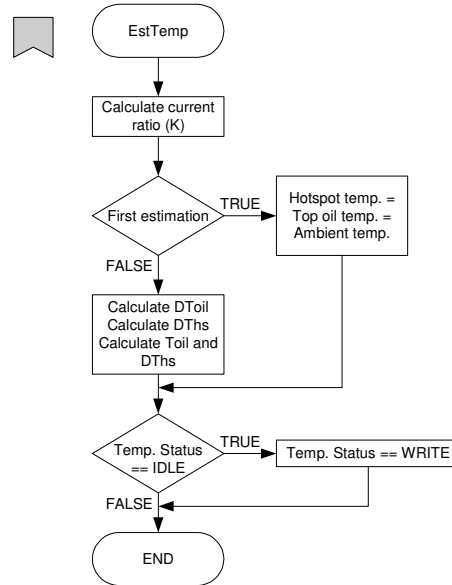 EstTemp
Calculate current
ratio (K)
First estimation
TRUE
Hotspot temp. =
Top oil temp. =
Ambient temp.
FALSE
Calculate DToil
Calculate DThs
Calculate Toil and
DThs
Temp. Status
== IDLE
TRUE
Temp. Status == WRITE
FALSE
END